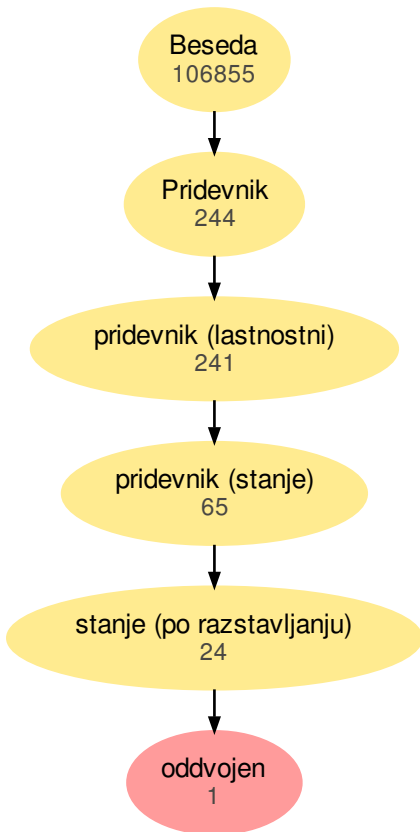 Beseda
106855
Pridevnik
244
pridevnik (lastnostni)
241
pridevnik (stanje)
65
stanje (po razstavljanju)
24
oddvojen
1